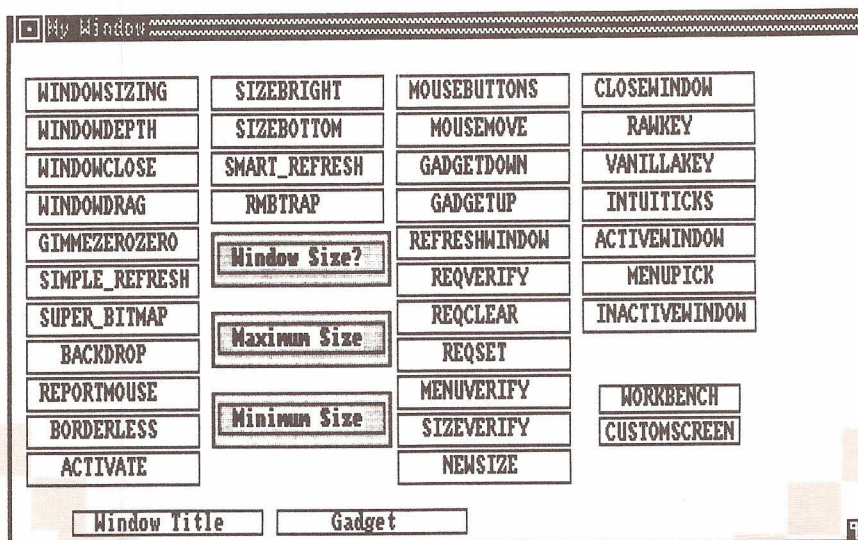 My Window
WINDOWSIZING
WINDOWDEPTH
WINDOWCLOSE
WINDOWDRAG
GIMMEZEROZERO
SIMPLE_REFRESH
SUPER_BITMAP
BACKDROP
REPORTMOUSE
BORDERLESS
ACTIVATE
SIZEBRIGHT
SIZEBOTTOM
SMART_REFRESH
RMBTRAP
Window Size?
Maximum Size
Minimum Size
MOUSEBUTTONS
MOUSEMOVE
GADGETDOWN
GADGETUP
REFRESHWINDOW
REQVERIFY
REQCLEAR
REQSET
MENUVERIFY
SIZEVERIFY
NEWSIZE
CLOSEWINDOW
RAWKEY
VANILLAKEY
INTUITICKS
ACTIVEWINDOW
MENUPICK
INACTIVEWINDOW
WORKBENCH
CUSTOMSCREEN
Window Title
Gadget